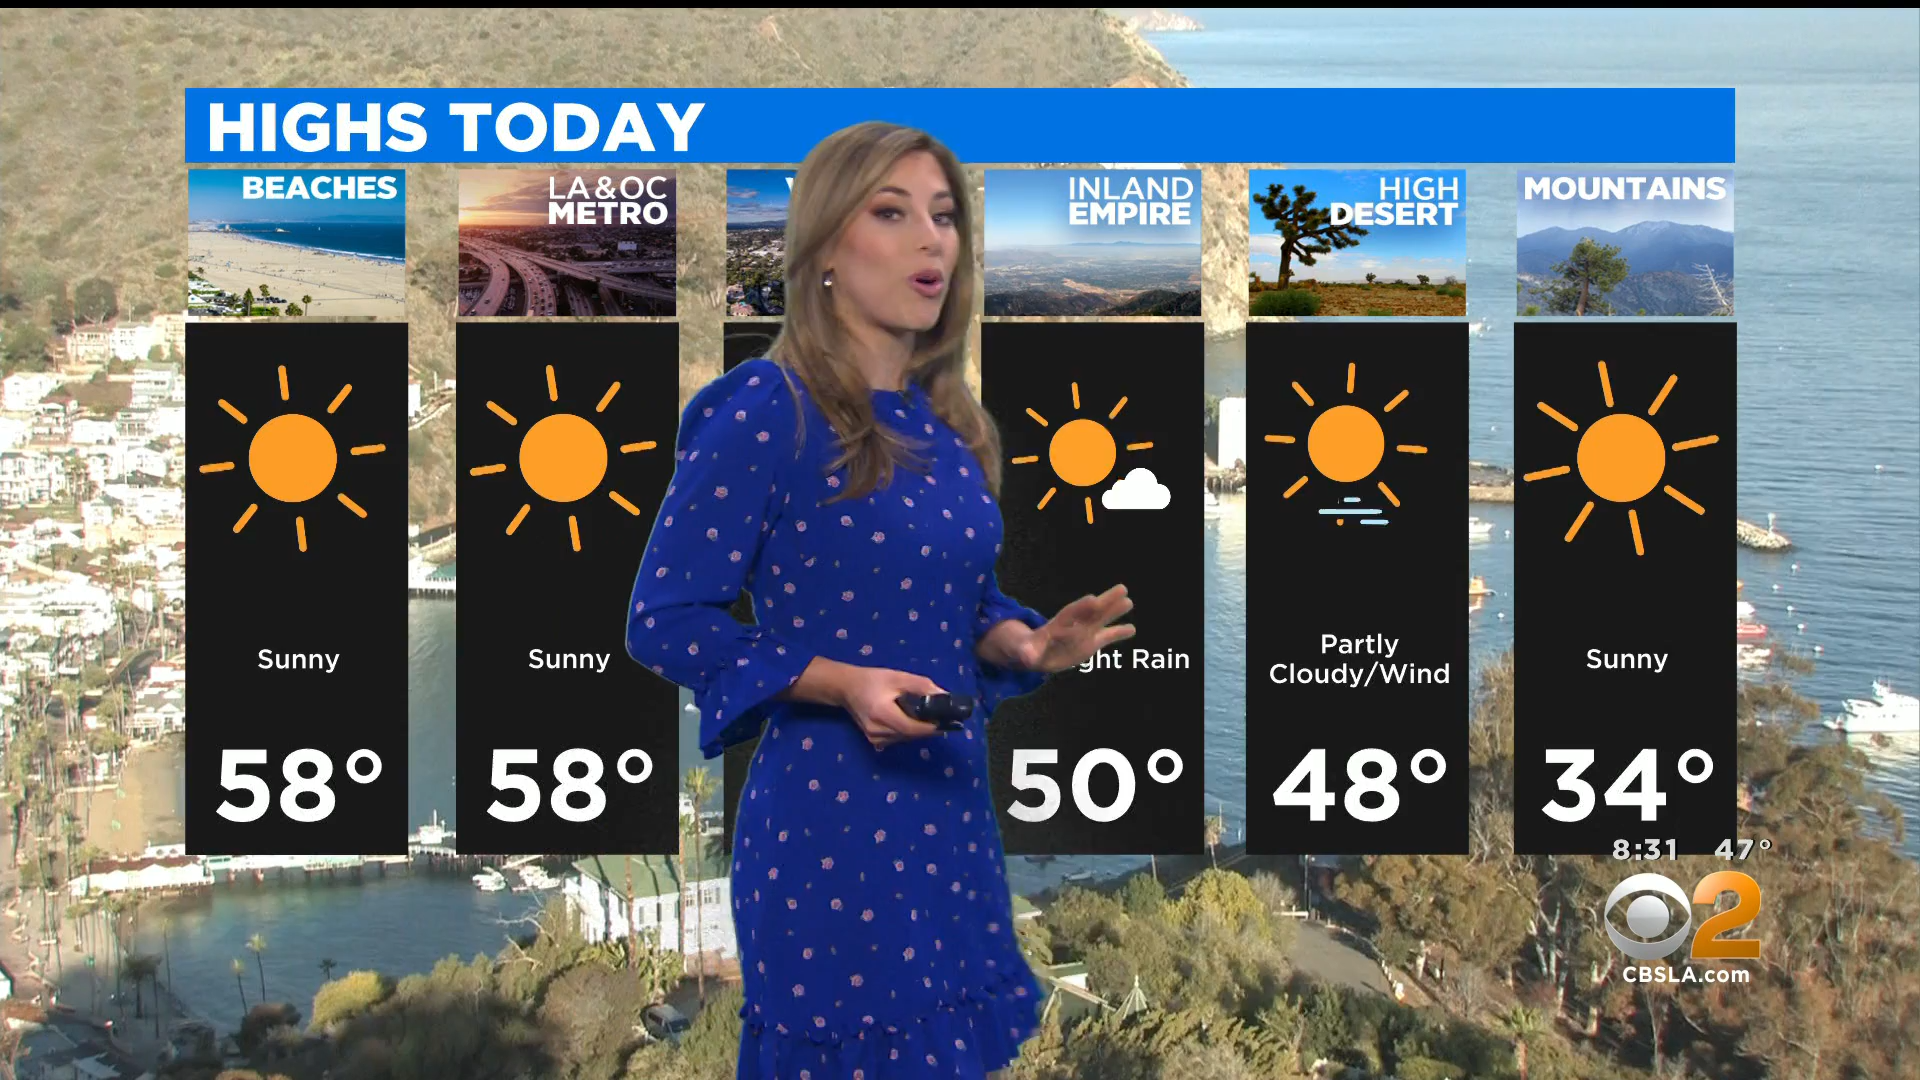 HIGHS TODAY
BEACHES
LA & OC
METRO
INLAND
EMPIRE
HIGH
DESERT
MOUNTAINS
Sunny
Sunny
Rain
Partly
Cloudy/Wind
Sunny
58°
58°
50°
48°
34°
8:31 47°
2
CBSLA.com